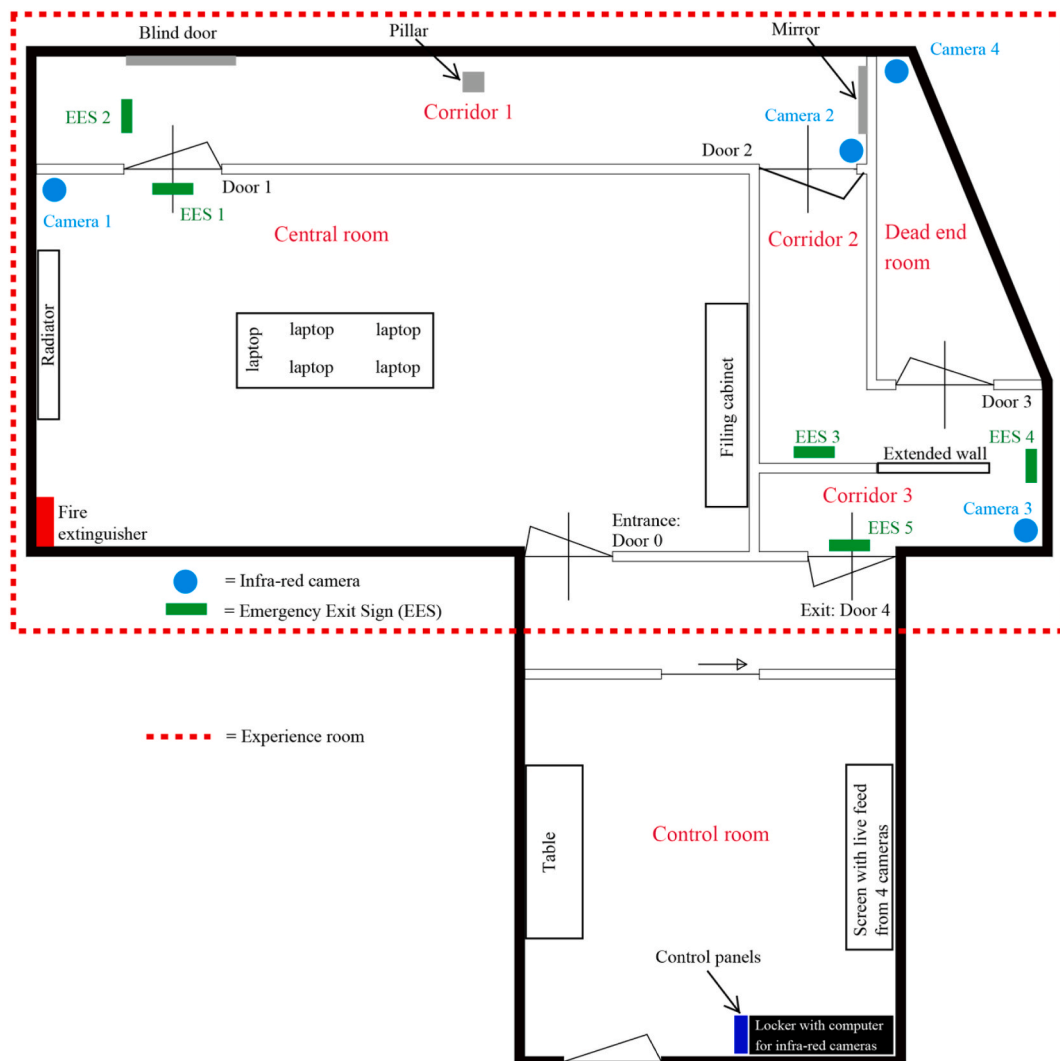 Blind door
Pillar
Mirror
Camera 4
EES 2
Corridor 1
Camera 2
Door 2
Door 1
EES 1
Camera 1
Central room
Corridor 2
Dead end
room
Radiator
laptop
laptop
laptop
laptop
laptop
Filing cabinet
Door 3
EES 3
EES 4
Extended wall
Corridor 3
Camera 3
Fire
extinguisher
Entrance:
Door 0
EES 5
= Infra-red camera
= Emergency Exit Sign (EES)
Exit: Door 4
= Experience room
Table
Control room
Screen with live feed
from 4 cameras
Control panels
Locker with computer
for infra-red cameras